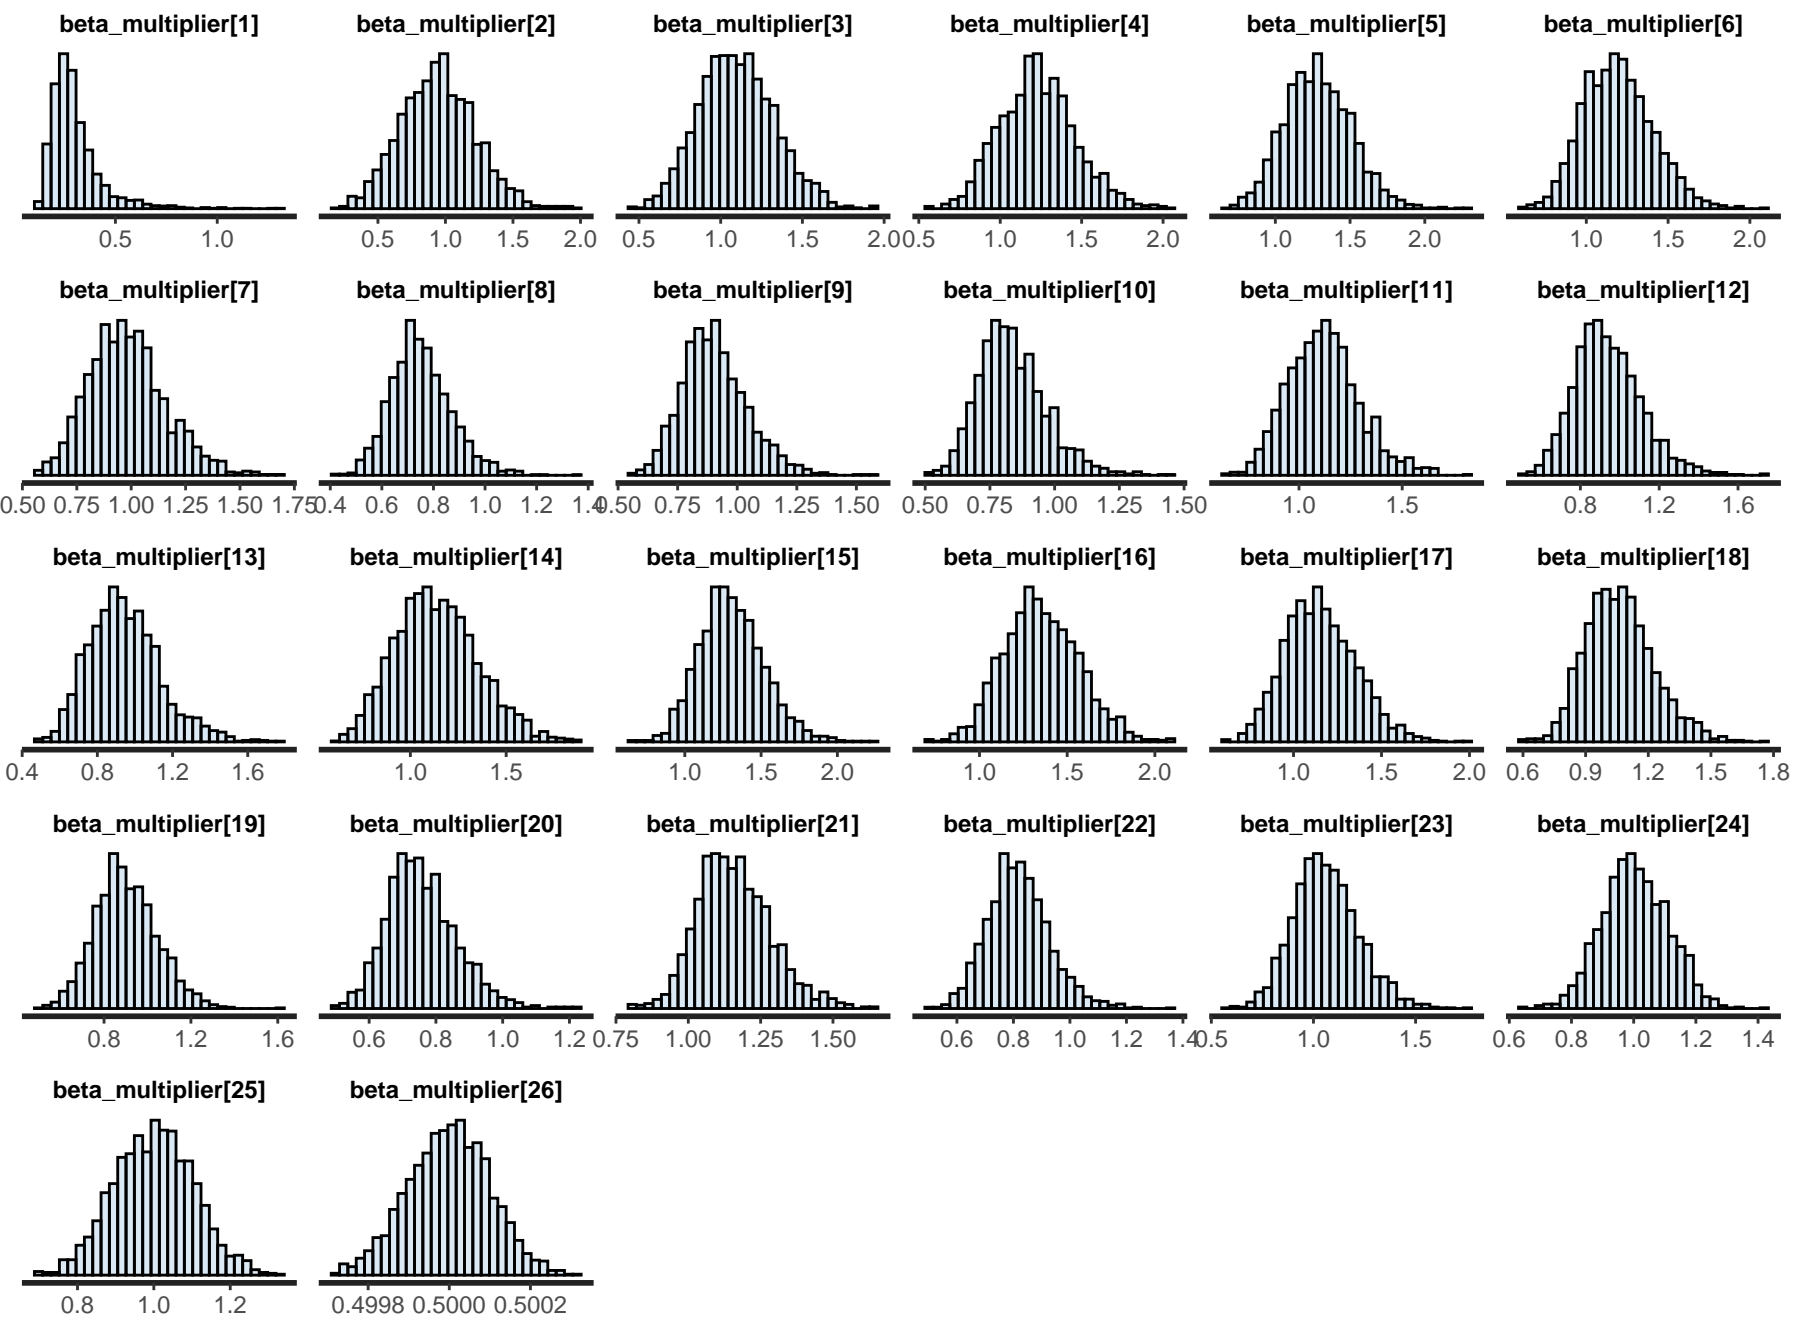 beta_multiplier[1] beta_multiplier[2] beta_multiplier[3] beta_multiplier[4] beta_multiplier[5] beta_multiplier[6]
0.5 1.0 0.5 1.0 1.5 2.0 0.5 1.0 1.5 2.0 0.5 1.0 1.5 2.0 1.0 1.5 2.0 1.0 1.5 2.0
beta_multiplier[7] beta_multiplier[8] beta_multiplier[9] beta_multiplier[10] beta_multiplier[11] beta_multiplier[12]
0.50 0.75 1.00 1.25 1.50 1.75 0.4 0.6 0.8 1.0 1.2 1.4 0.50 0.75 1.00 1.25 1.50 0.50 0.75 1.00 1.25 1.50 1.0 1.5 0.8 1.2 1.6
beta_multiplier[13] beta_multiplier[14] beta_multiplier[15] beta_multiplier[16] beta_multiplier[17] beta_multiplier[18]
0.4 0.8 1.2 1.6 1.0 1.5 1.0 1.5 2.0 1.0 1.5 2.0 1.0 1.5 2.0 0.6 0.9 1.2 1.5 1.8
beta_multiplier[19] beta_multiplier[20] beta_multiplier[21] beta_multiplier[22] beta_multiplier[23] beta_multiplier[24]
0.8 1.2 1.6 0.6 0.8 1.0 1.2 0.75 1.00 1.25 1.50 0.6 0.8 1.0 1.2 1.4 0.5 1.0 1.5 0.6 0.8 1.0 1.2 1.4
beta_multiplier[25] beta_multiplier[26]
0.8 1.0 1.2 0.4998 0.5000 0.5002